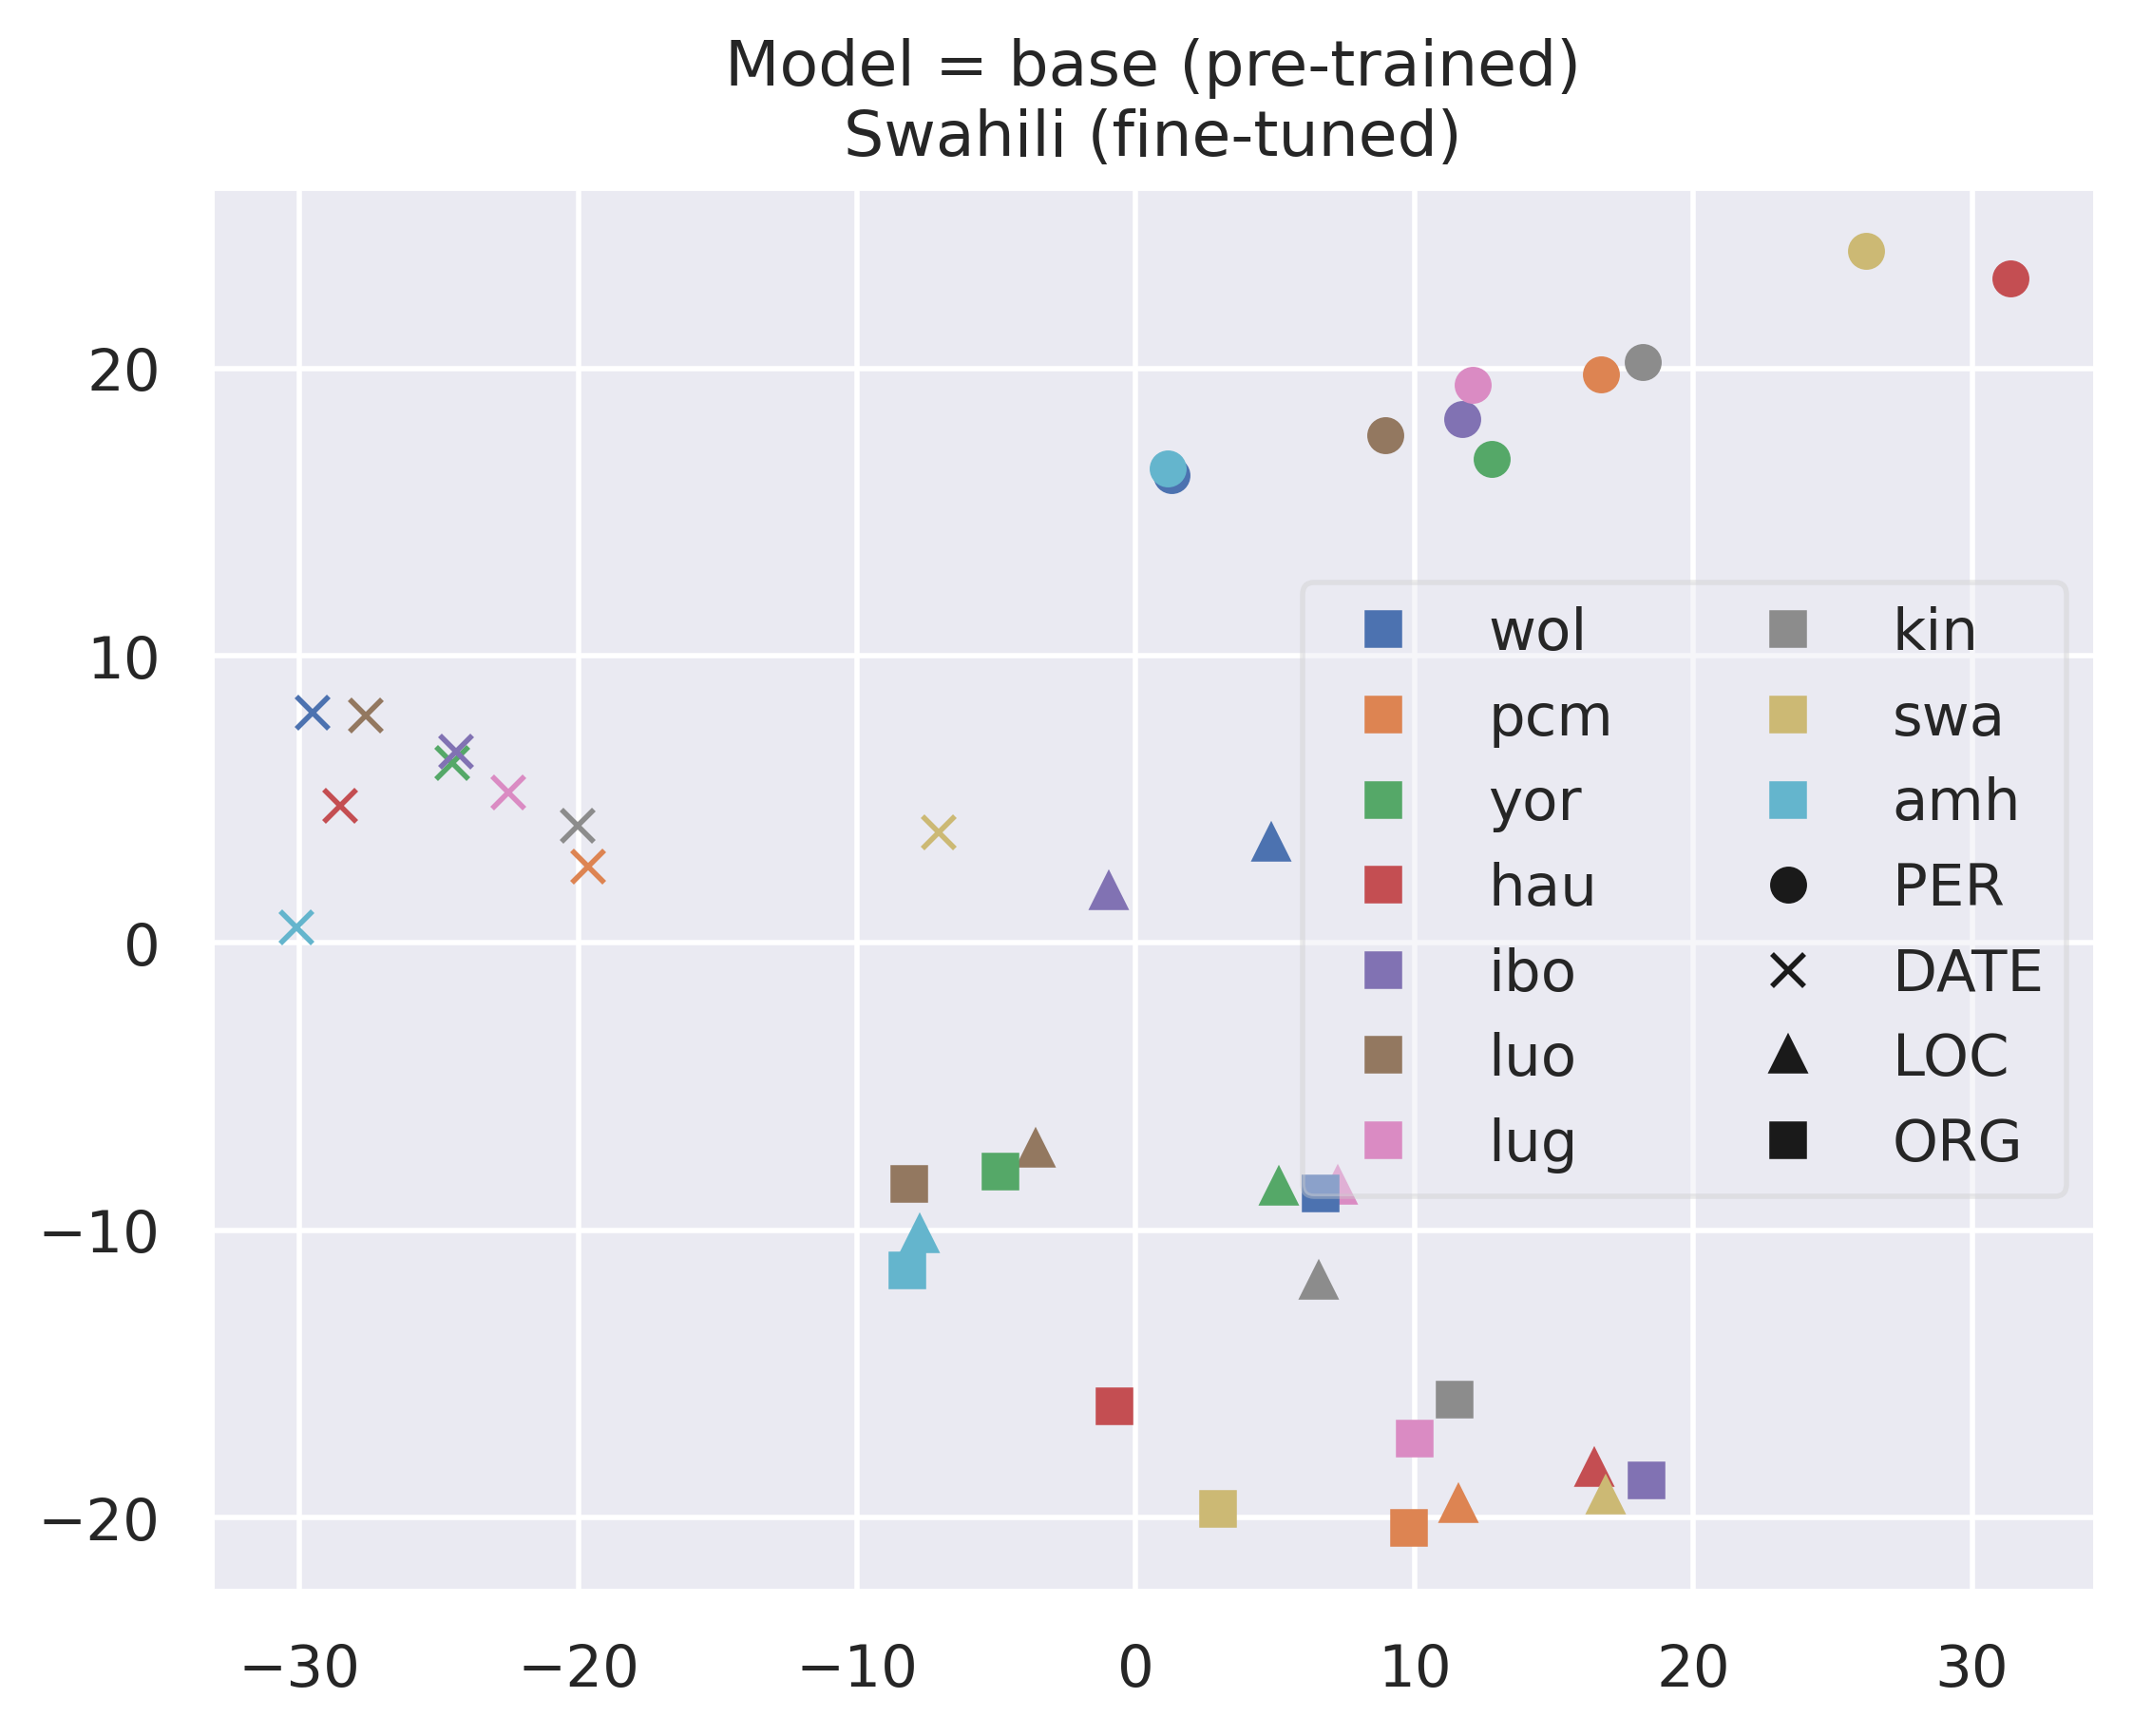 Model = base (pre-trained)
Swahili (fine-tuned)
20
10
0
−10
−20
wol
pcm
yor
hau
ibo
luo
lug
kin
swa
amh
PER
DATE
LOC
ORG
−30
−20
−10
0
10
20
30